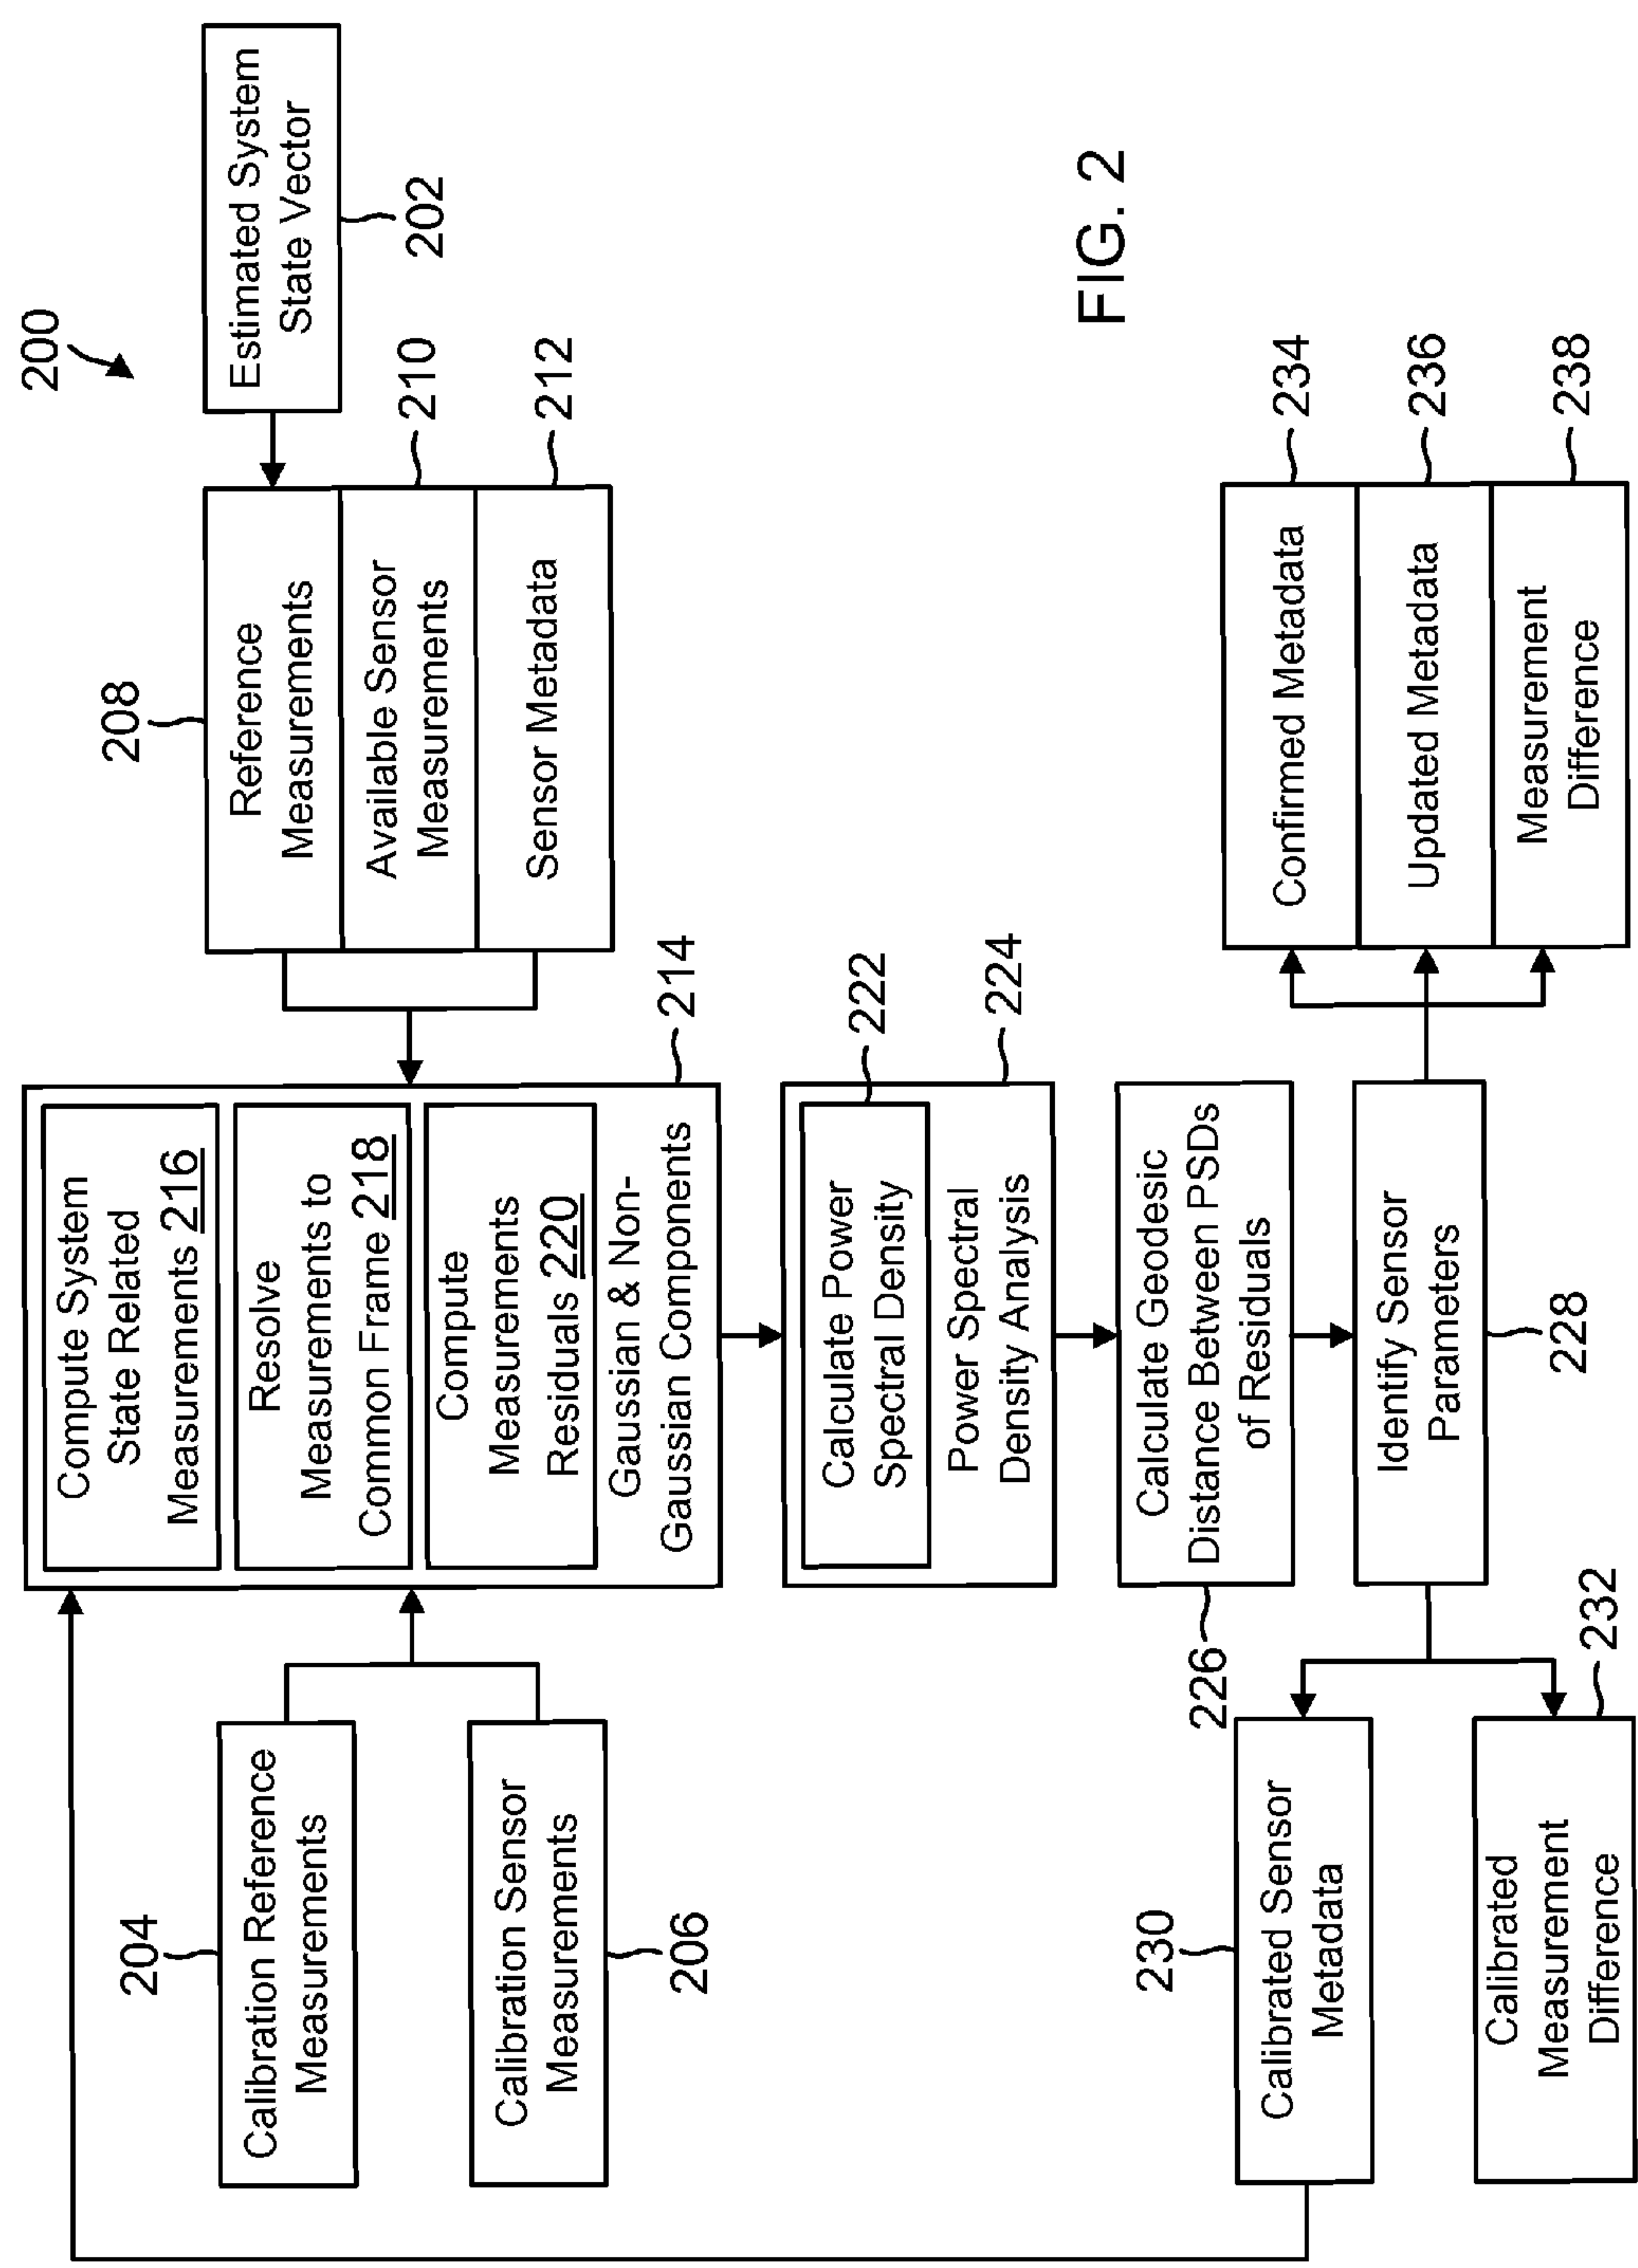 200
Estimated System
State Vector
202
208
Reference
Measurements
Available Sensor
Measurements
Sensor Metadata
210
212
204
Calibration Reference
Measurements
Calibration Sensor
Measurements
206
Compute System
State Related
Measurements 216
Resolve
Measurements to
Common Frame 218
Compute
Measurements
Residuals 220
Gaussian & Non-
Gaussian Components
214
Calculate Power
Spectral Density
222
Power Spectral
Density Analysis
224
Calculate Geodesic
Distance Between PSDs
of Residuals
226
Identify Sensor
Parameters
228
230
Calibrated Sensor
Metadata
Calibrated
Measurement
Difference
232
Confirmed Metadata
234
Updated Metadata
236
Measurement
Difference
238
FIG. 2